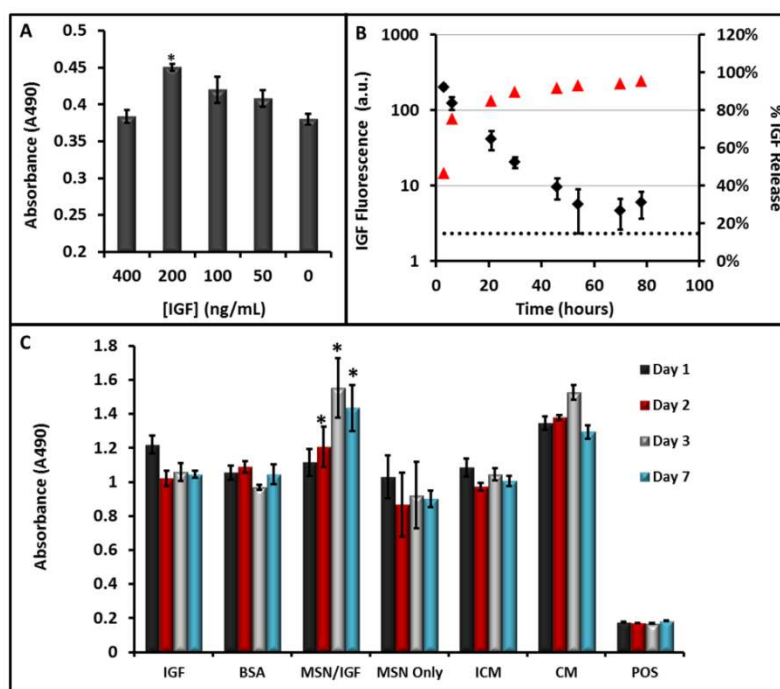 A
Absorbance (A490)
0.5
0.45
0.4
0.35
0.3
0.25
0.2
*
400 200 100 50 0
[IGF] (ng/mL)
B
IGF Fluorescence (a.u.)
1000
100
10
1
120%
100%
80%
60%
40%
20%
0%
% IGF Release
0 20 40 60 80 100
Time (hours)
C
Absorbance (A490)
1.8
1.6
1.4
1.2
1
0.8
0.6
0.4
0.2
0
* * *
Day 1
Day 2
Day 3
Day 7
IGF BSA MSN/IGF MSN Only ICM CM POS